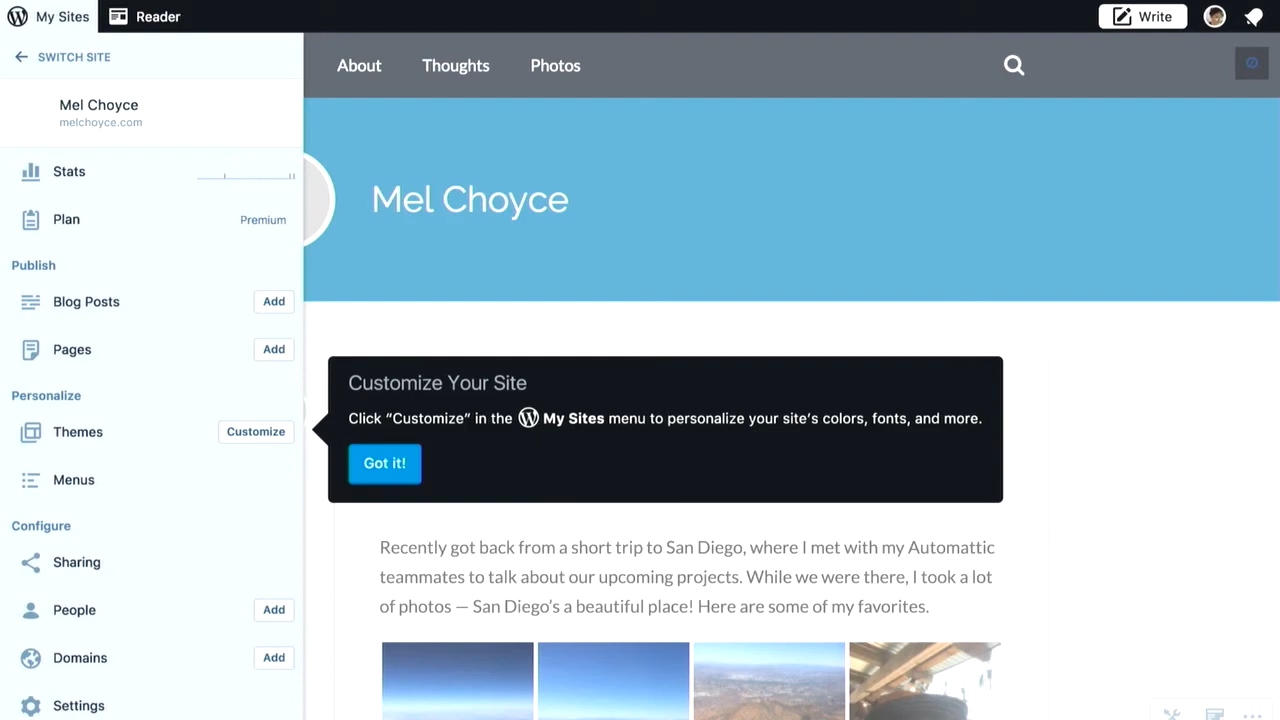 My Sites
Reader
Write
SWITCH SITE
Mel Choyce
melchoyce.com
Stats
Plan Premium
Publish
Blog Posts Add
Pages Add
Personalize
Themes Customize
Menus
Configure
Sharing
People Add
Domains Add
Settings
About Thoughts Photos
Mel Choyce
Customize Your Site
Click “Customize” in the My Sites menu to personalize your site’s colors, fonts, and more.
Got it!
Recently got back from a short trip to San Diego, where I met with my Automattic
teammates to talk about our upcoming projects. While we were there, I took a lot
of photos — San Diego’s a beautiful place! Here are some of my favorites.